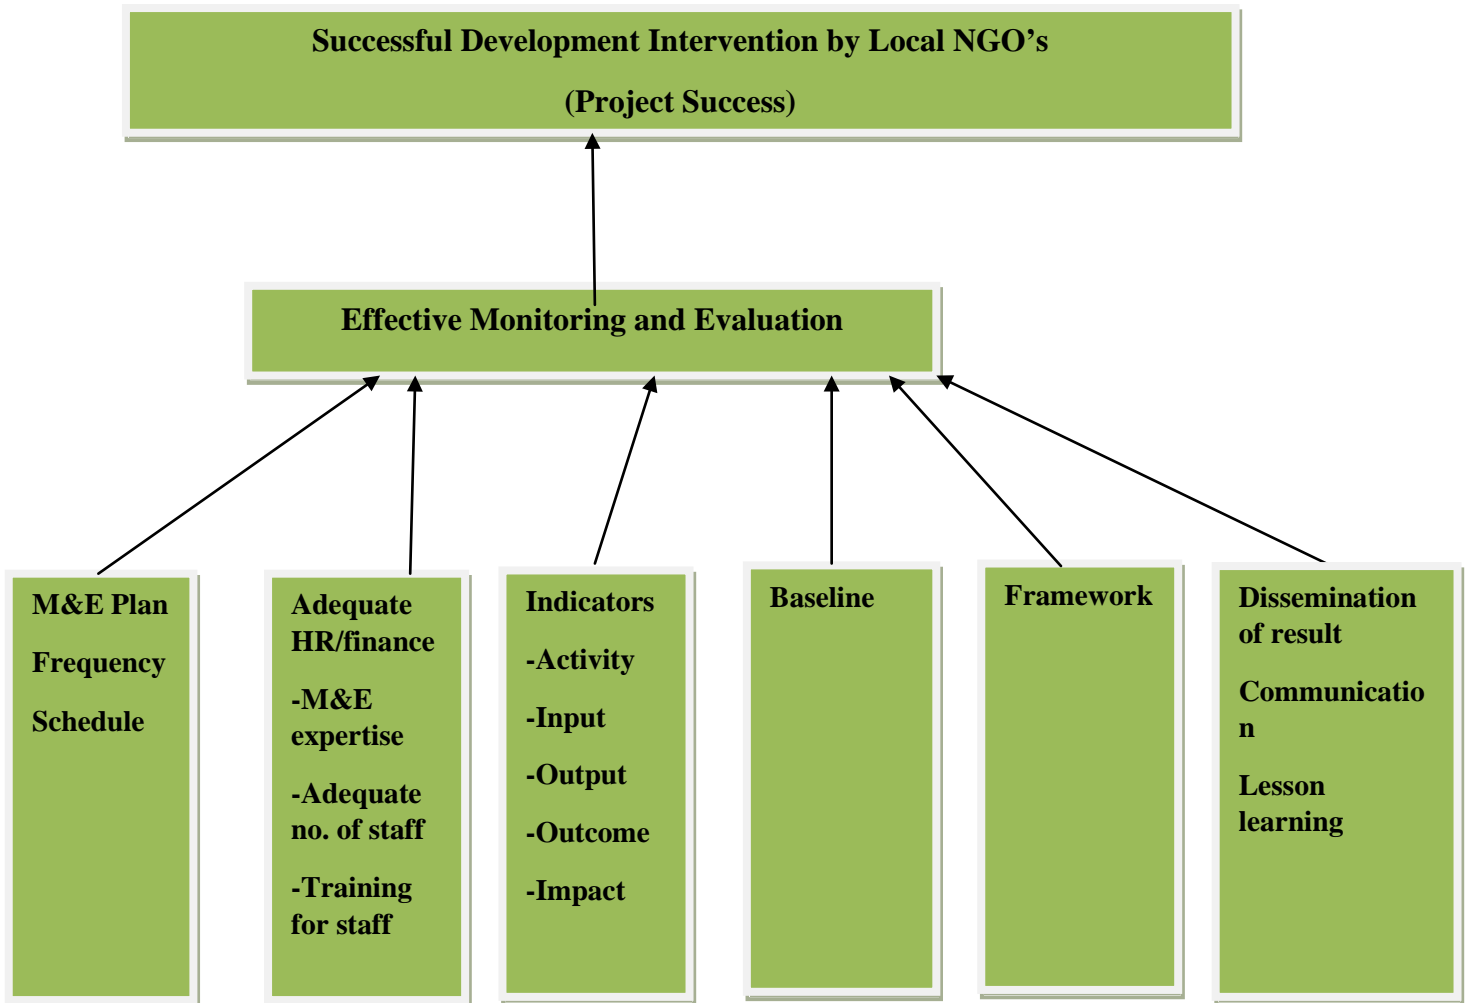 Successful Development Intervention by Local NGO’s
(Project Success)
Effective Monitoring and Evaluation
M&E Plan
Frequency
Schedule
Adequate
HR/finance
-M&E
expertise
-Adequate
no. of staff
-Training
for staff
Indicators
-Activity
-Input
-Output
-Outcome
-Impact
Baseline
Framework
Dissemination
of result
Communicatio
n
Lesson
learning